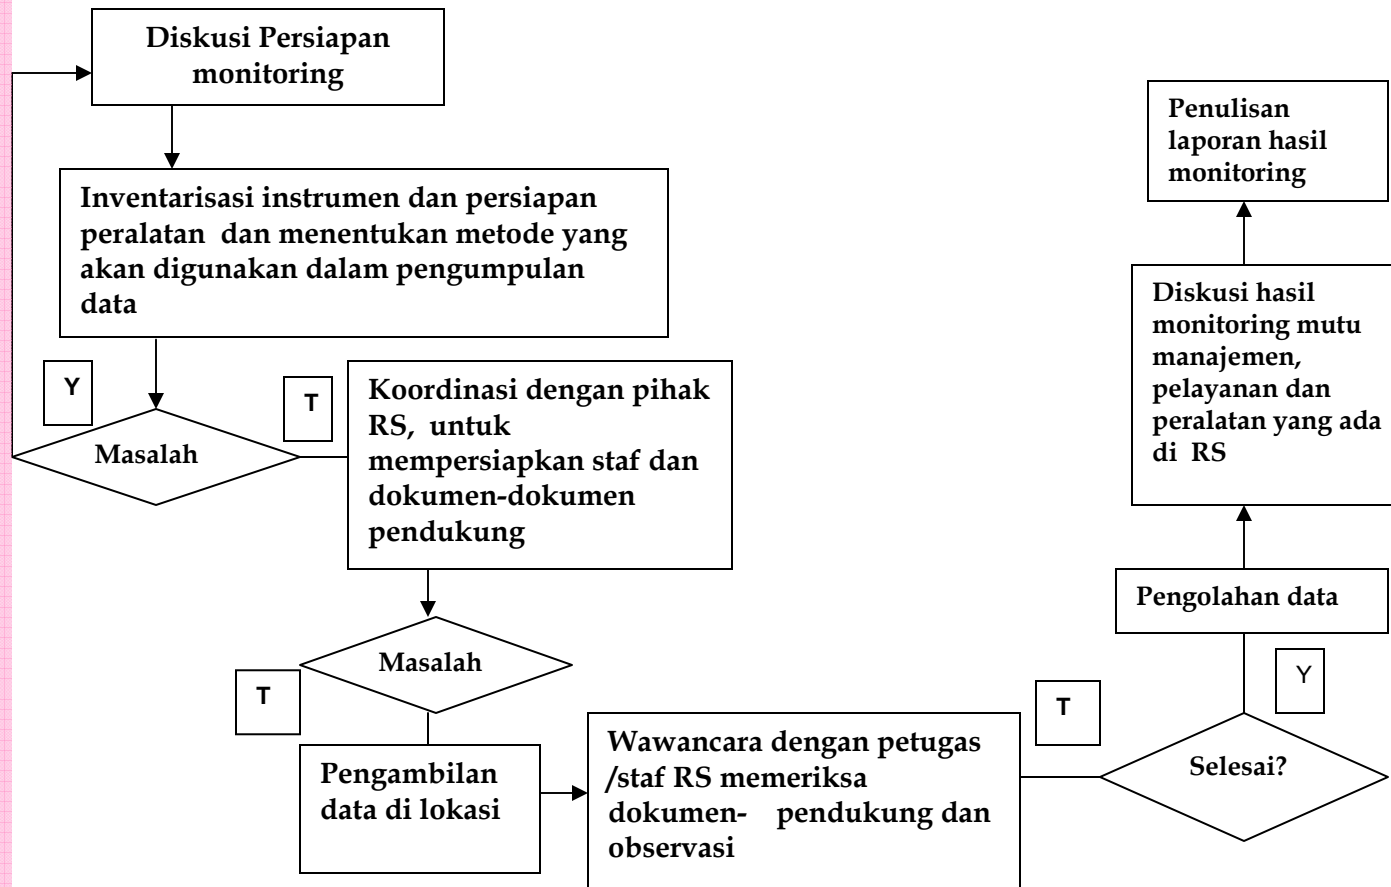 Diskusi Persiapan
monitoring
Inventarisasi instrumen dan persiapan
peralatan dan menentukan metode yang
akan digunakan dalam pengumpulan
data
Y
Masalah
T
Koordinasi dengan pihak
RS, untuk
mempersiapkan staf dan
dokumen-dokumen
pendukung
Masalah
T
Pengambilan
data di lokasi
Wawancara dengan petugas
/staf RS memeriksa
dokumen- pendukung dan
observasi
T
Selesai?
Y
Pengolahan data
Diskusi hasil
monitoring mutu
manajemen,
pelayanan dan
peralatan yang ada
di RS
Penulisan
laporan hasil
monitoring